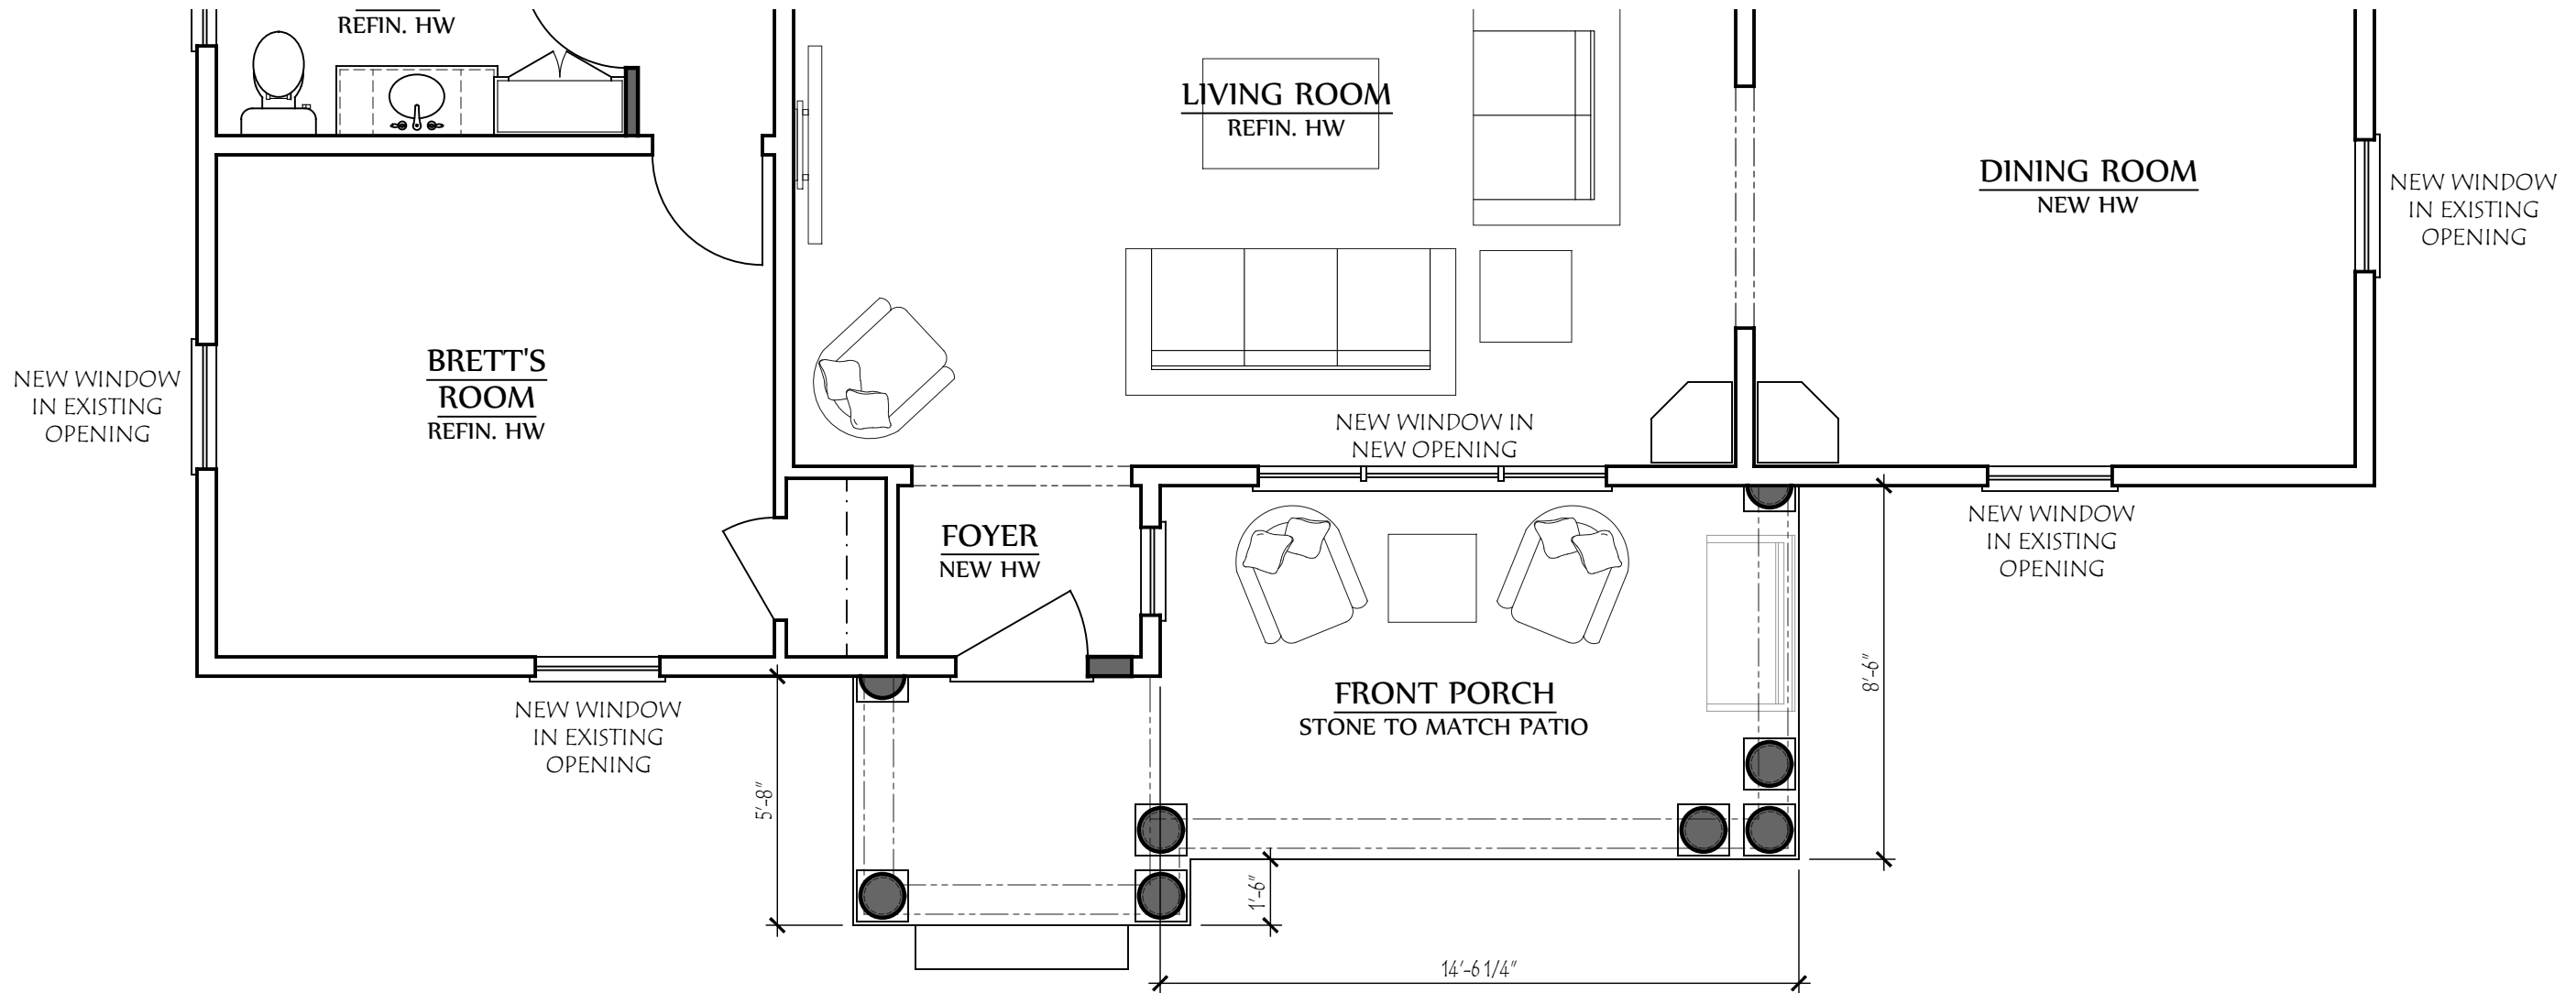 REFIN. HW
LIVING ROOM
REFIN. HW
DINING ROOM
NEW HW
NEW WINDOW
IN EXISTING
OPENING
BRETT'S
ROOM
REFIN. HW
NEW WINDOW
IN EXISTING
OPENING
NEW WINDOW IN
NEW OPENING
FOYER
NEW HW
NEW WINDOW
IN EXISTING
OPENING
FRONT PORCH
STONE TO MATCH PATIO
8'-6"
NEW WINDOW
IN EXISTING
OPENING
5'-8"
1'-6"
14'-6 1/4"